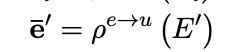 ē′ = ρ^{e→u} (E′)